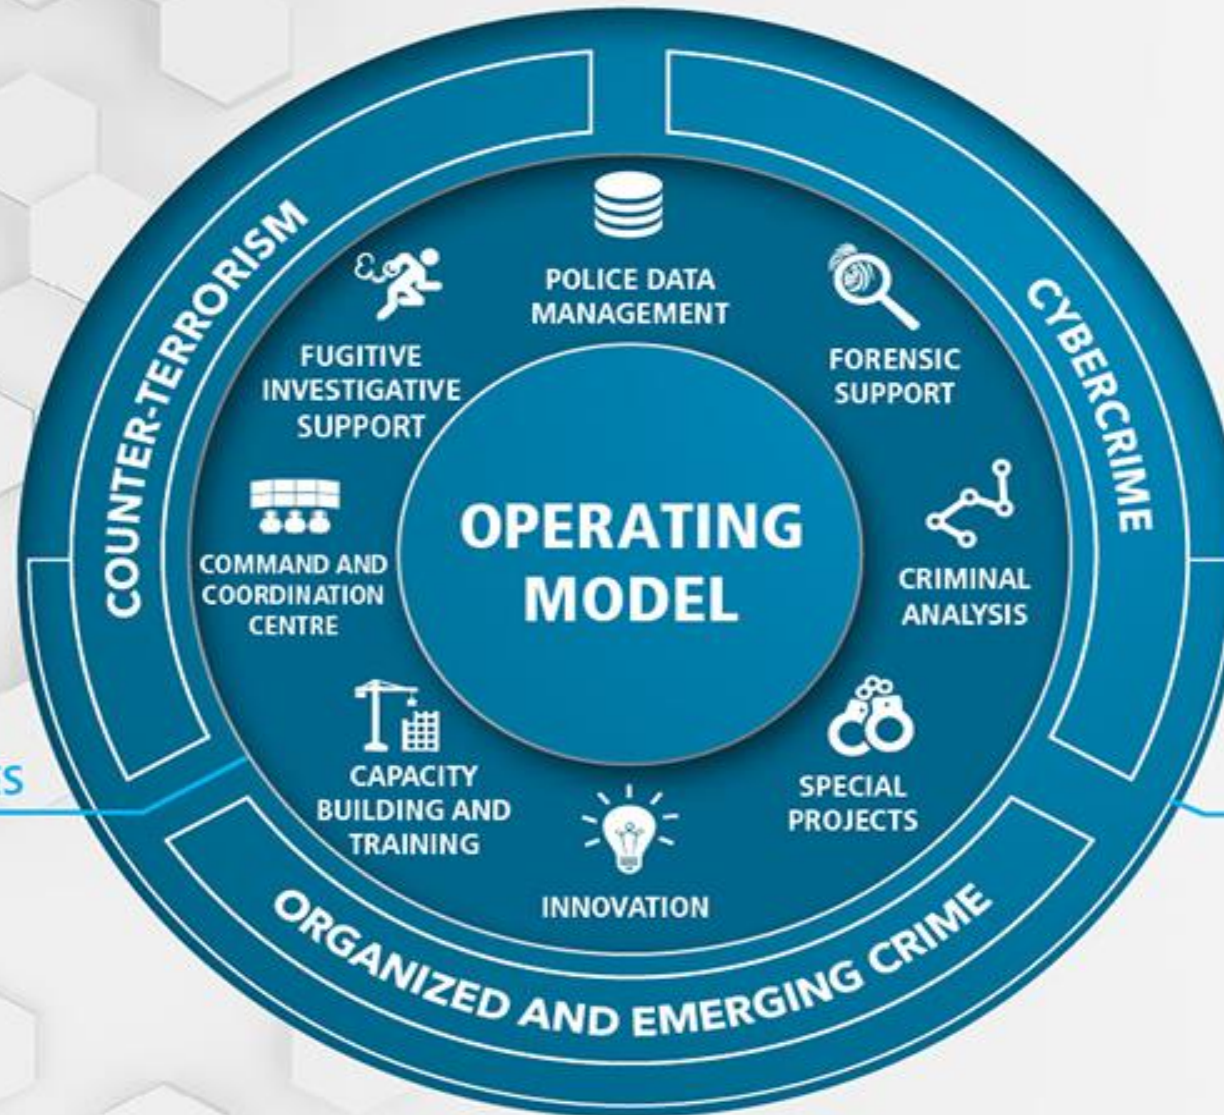 COUNTER-TERRORISM
CYBERCRIME
POLICE DATA
MANAGEMENT
FUGITIVE
INVESTIGATIVE
SUPPORT
FORENSIC
SUPPORT
OPERATING
MODEL
COMMAND AND
COORDINATION
CENTRE
CRIMINAL
ANALYSIS
CAPACITY
BUILDING AND
TRAINING
SPECIAL
PROJECTS
INNOVATION
ORGANIZED AND EMERGING CRIME